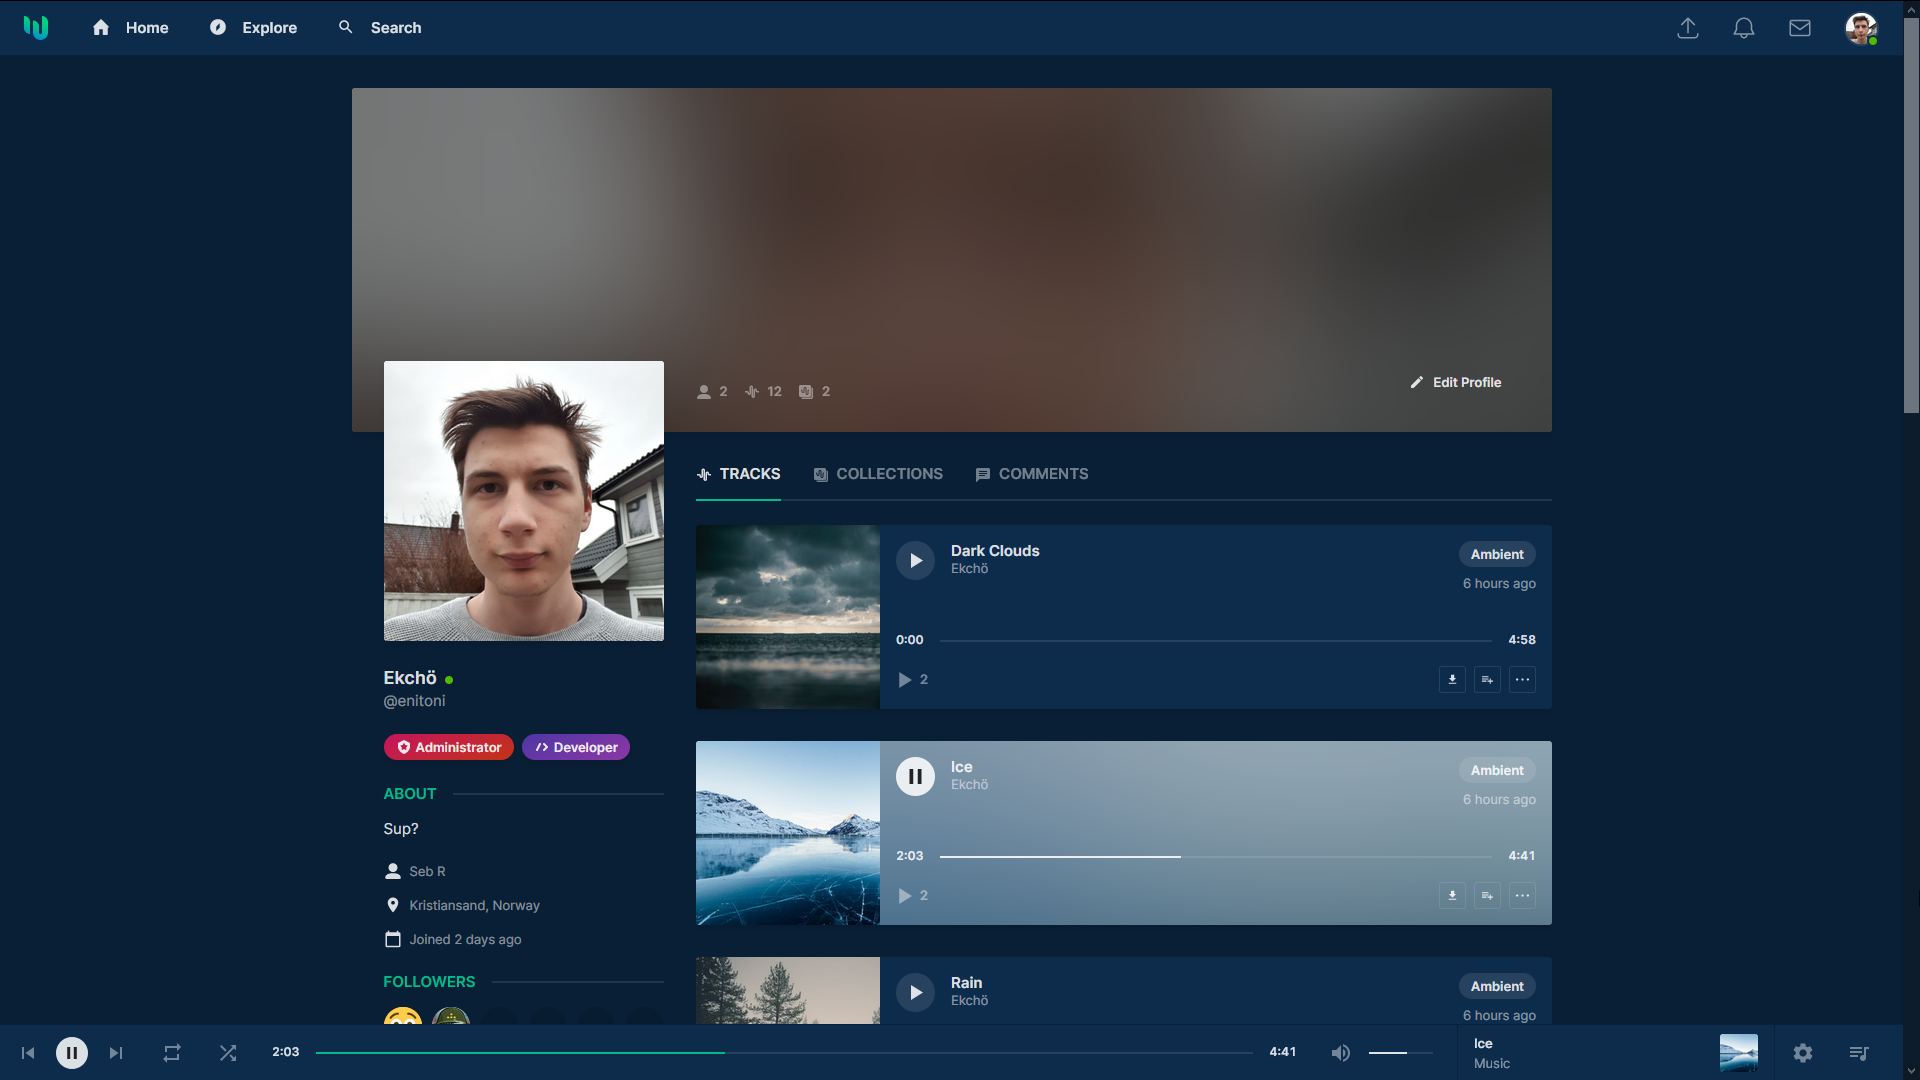 Home
Explore
Search
2
12
2
Edit Profile
TRACKS
COLLECTIONS
COMMENTS
Dark Clouds
Ekchö
Ambient
6 hours ago
0:00
4:58
2
Ekchö
@enitoni
Administrator
Developer
ABOUT
Sup?
Seb R
Kristiansand, Norway
Joined 2 days ago
FOLLOWERS
Ice
Ekchö
Ambient
6 hours ago
2:03
4:41
2
Rain
Ekchö
Ambient
6 hours ago
2:03
4:41
Ice
Music